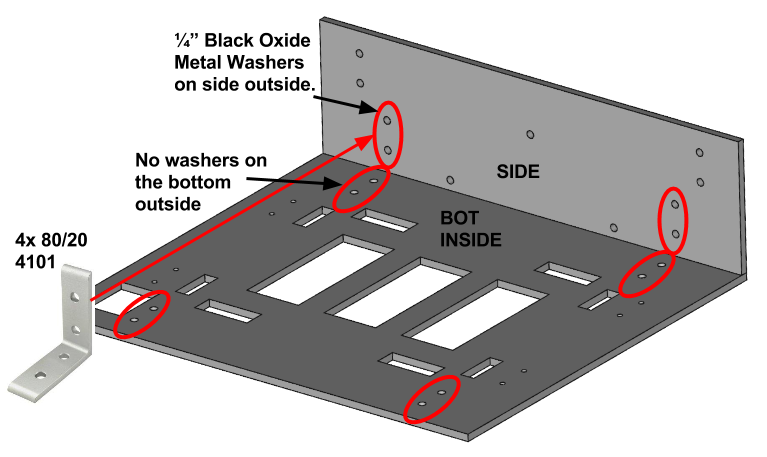 ¼” Black Oxide
Metal Washers
on side outside.
No washers on
the bottom
outside
SIDE
BOT
INSIDE
4x 80/20
4101